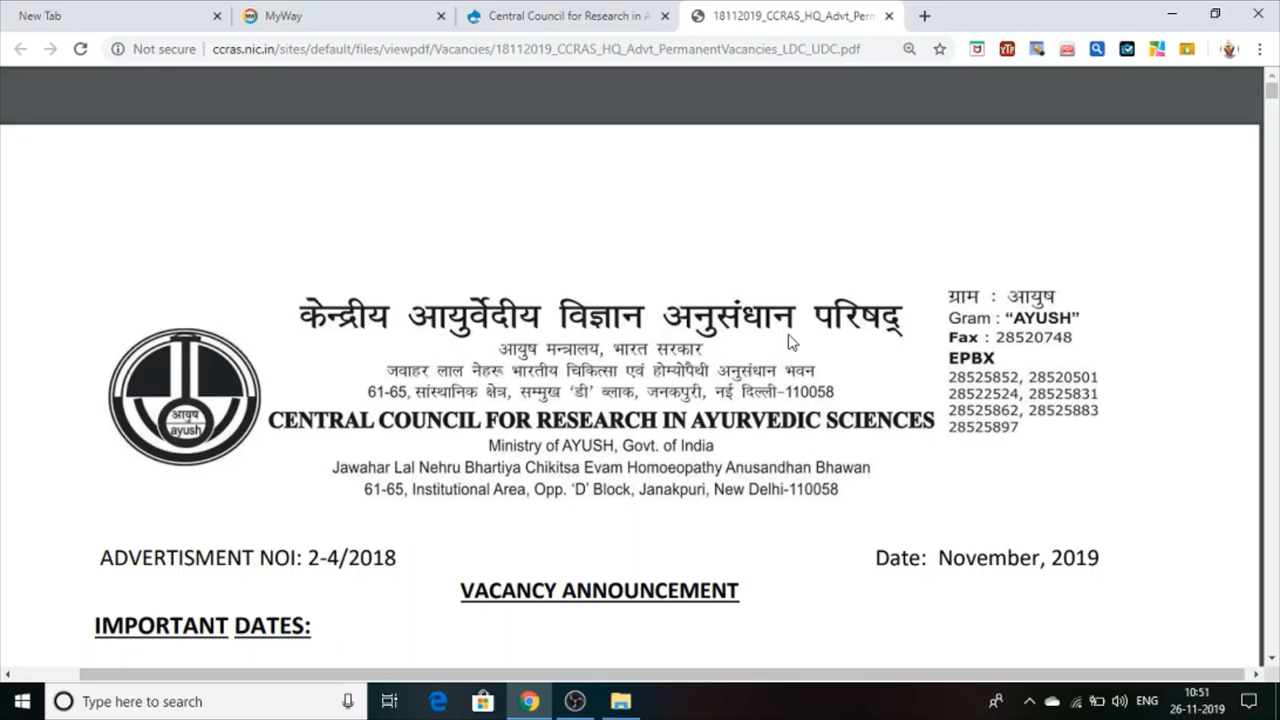 New Tab
MyWay
Central Council for Research in A
18112019_CCRAS_HQ_Advt_Perm
Not secure
ccras.nic.in/sites/default/files/viewpdf/Vacancies/18112019_CCRAS_HQ_Advt_PermanentVacancies_LDC_UDC.pdf
केन्द्रीय आयुर्वेदीय विज्ञान अनुसंधान परिषद्
आयुष मन्त्रालय, भारत सरकार
जवाहर लाल नेहरू भारतीय चिकित्सा एवं होम्योपैथी अनुसंधान भवन
61-65, सांस्थानिक क्षेत्र, सम्मुख 'डी' ब्लाक, जनकपुरी, नई दिल्ली-110058
CENTRAL COUNCIL FOR RESEARCH IN AYURVEDIC SCIENCES
Ministry of AYUSH, Govt. of India
Jawahar Lal Nehru Bhartiya Chikitsa Evam Homoeopathy Anusandhan Bhawan
61-65, Institutional Area, Opp. 'D' Block, Janakpuri, New Delhi-110058
आयुष
ayush
ग्राम : आयुष
Gram : "AYUSH"
Fax : 28520748
EPBX
28525852, 28520501
28522524, 28525831
28525862, 28525883
28525897
ADVERTISMENT NOI: 2-4/2018
Date: November, 2019
VACANCY ANNOUNCEMENT
IMPORTANT DATES:
Type here to search
ENG
10:51
26-11-2019